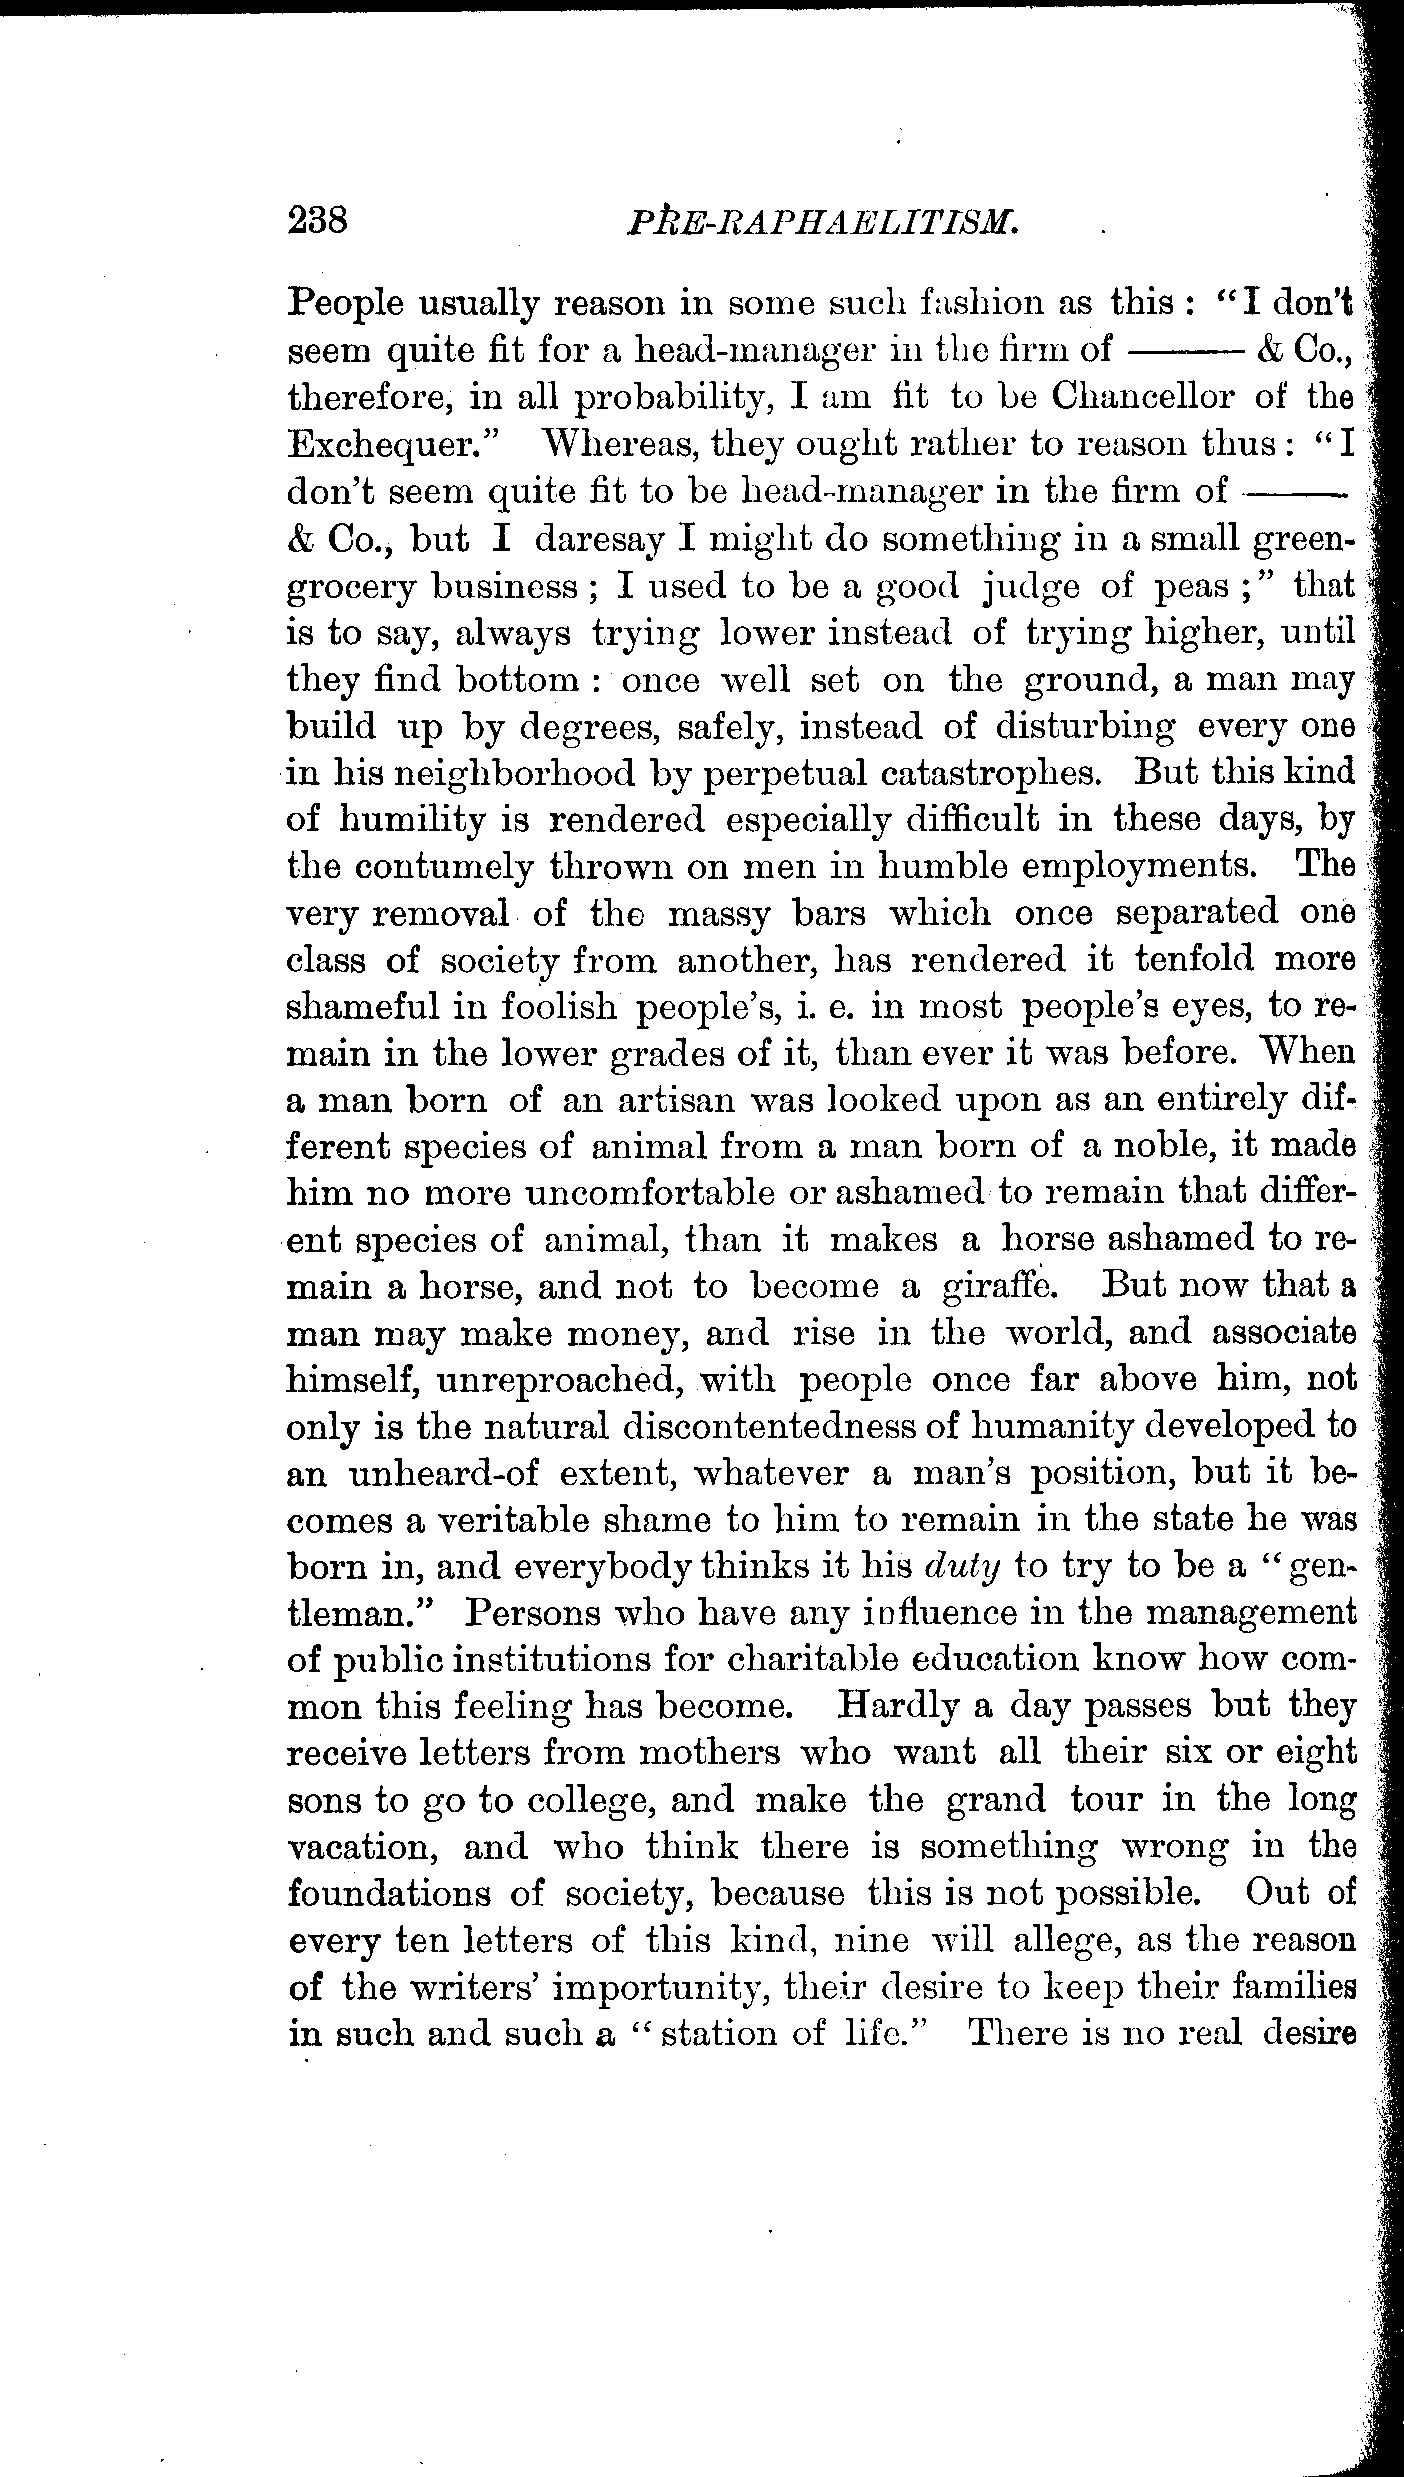 238 PRE-RAPHAELITISM.
People usually reason in some such fashion as this: "I don't
seem quite fit for a head-manager in the firm of ——— & Co.,
therefore, in all probability, I am fit to be Chancellor of the
Exchequer." Whereas, they ought rather to reason thus: "I
don't seem quite fit to be head-manager in the firm of ———
& Co., but I daresay I might do something in a small green-
grocery business; I used to be a good judge of peas;" that
is to say, always trying lower instead of trying higher, until
they find bottom: once well set on the ground, a man may
build up by degrees, safely, instead of disturbing every one
in his neighborhood by perpetual catastrophes. But this kind
of humility is rendered especially difficult in these days, by
the contumely thrown on men in humble employments. The
very removal of the massy bars which once separated one
class of society from another, has rendered it tenfold more
shameful in foolish people's, i. e. in most people's eyes, to re-
main in the lower grades of it, than ever it was before. When
a man born of an artisan was looked upon as an entirely dif-
ferent species of animal from a man born of a noble, it made
him no more uncomfortable or ashamed to remain that differ-
ent species of animal, than it makes a horse ashamed to re-
main a horse, and not to become a giraffe. But now that a
man may make money, and rise in the world, and associate
himself, unreproached, with people once far above him, not
only is the natural discontentedness of humanity developed to
an unheard-of extent, whatever a man's position, but it be-
comes a veritable shame to him to remain in the state he was
born in, and everybody thinks it his duty to try to be a "gen-
tleman." Persons who have any influence in the management
of public institutions for charitable education know how com-
mon this feeling has become. Hardly a day passes but they
receive letters from mothers who want all their six or eight
sons to go to college, and make the grand tour in the long
vacation, and who think there is something wrong in the
foundations of society, because this is not possible. Out of
every ten letters of this kind, nine will allege, as the reason
of the writers' importunity, their desire to keep their families
in such and such a "station of life." There is no real desire